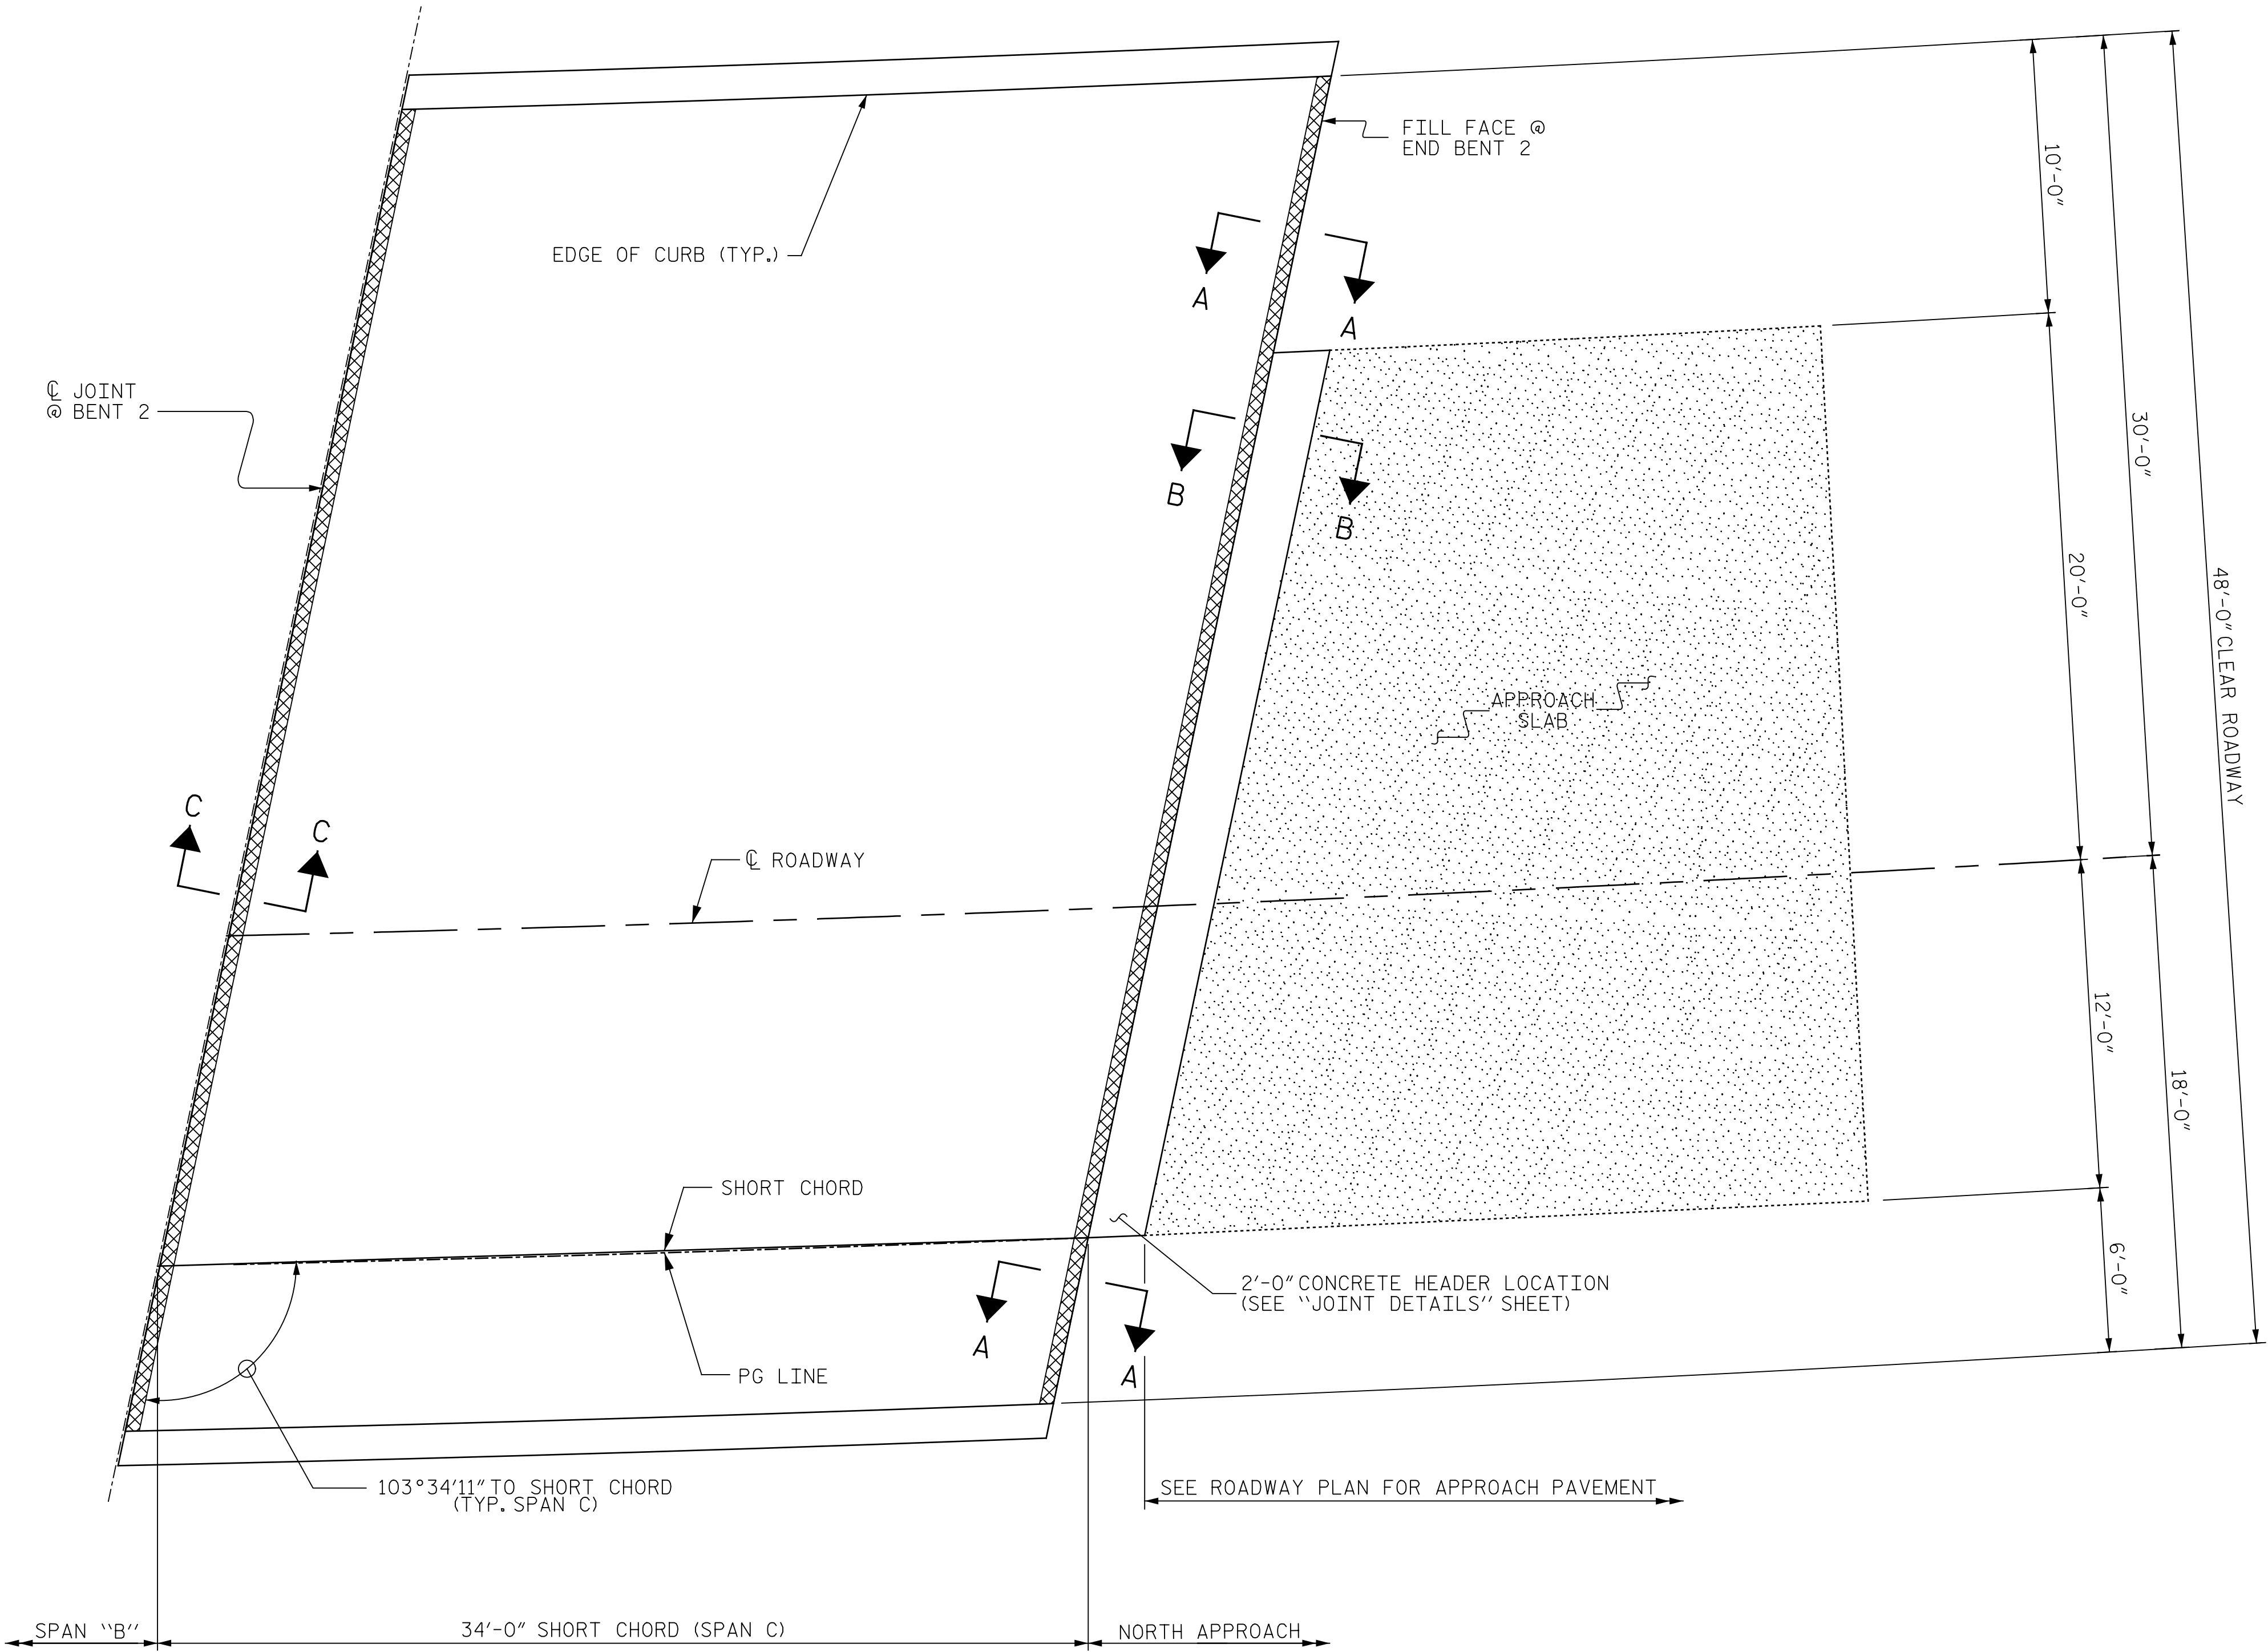 FILL FACE @
END BENT 2
10'-0"
EDGE OF CURB (TYP.)
A
A
℄ JOINT
@ BENT 2
30'-0"
B
B
20'-0"
48'-0" CLEAR ROADWAY
APPROACH
SLAB
C
C
℄ ROADWAY
12'-0"
18'-0"
SHORT CHORD
6'-0"
2'-0" CONCRETE HEADER LOCATION
(SEE ‘‘JOINT DETAILS’’ SHEET)
A
A
PG LINE
103°34'11" TO SHORT CHORD
(TYP. SPAN C)
SEE ROADWAY PLAN FOR APPROACH PAVEMENT
SPAN ‘‘B’’
34'-0" SHORT CHORD (SPAN C)
NORTH APPROACH